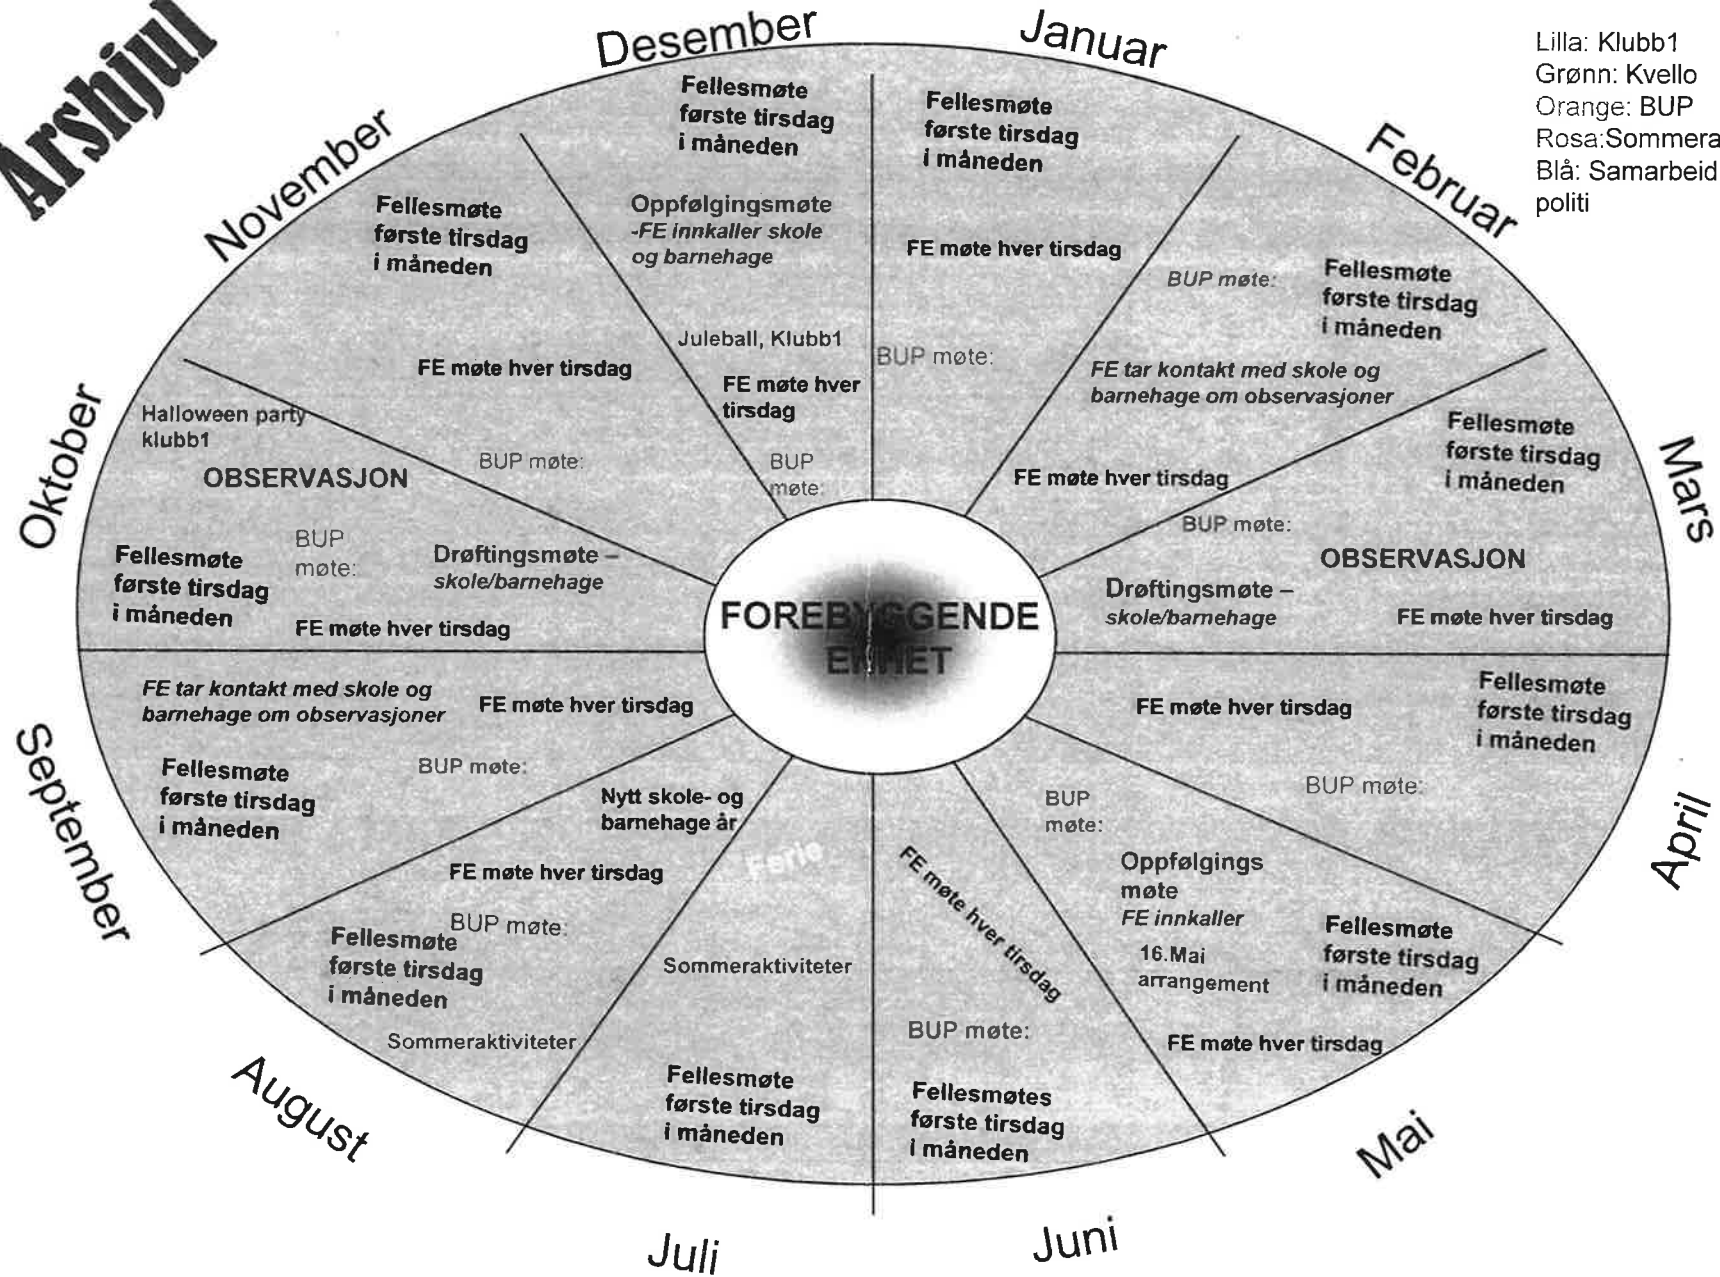 Årshjul
Lilla: Klubb1
Grønn: Kvello
Orange: BUP
Rosa:Sommera
Blå: Samarbeid
politi
Januar
Fellesmøte
første tirsdag
i måneden
FE møte hver tirsdag
BUP møte:
Februar
BUP møte:
Fellesmøte
første tirsdag
i måneden
FE tar kontakt med skole og
barnehage om observasjoner
FE møte hver tirsdag
Mars
Fellesmøte
første tirsdag
i måneden
BUP møte:
OBSERVASJON
Drøftingsmøte –
skole/barnehage
FE møte hver tirsdag
April
Fellesmøte
første tirsdag
i måneden
FE møte hver tirsdag
BUP møte:
Mai
BUP
møte:
Oppfølgings
møte
FE innkaller
16.Mai
arrangement
Fellesmøte
første tirsdag
i måneden
FE møte hver tirsdag
Juni
FE møte hver tirsdag
BUP møte:
Fellesmøtes
første tirsdag
i måneden
Juli
Ferie
Sommeraktiviteter
Fellesmøte
første tirsdag
i måneden
August
Nytt skole- og
barnehage år
FE møte hver tirsdag
BUP møte:
Fellesmøte
første tirsdag
i måneden
Sommeraktiviteter
September
FE tar kontakt med skole og
barnehage om observasjoner
FE møte hver tirsdag
BUP møte:
Fellesmøte
første tirsdag
i måneden
Oktober
Halloween party
klubb1
OBSERVASJON
BUP
møte:
Drøftingsmøte –
skole/barnehage
Fellesmøte
første tirsdag
i måneden
FE møte hver tirsdag
November
Fellesmøte
første tirsdag
i måneden
FE møte hver tirsdag
BUP møte:
Desember
Fellesmøte
første tirsdag
i måneden
Oppfølgingsmøte
-FE innkaller skole
og barnehage
Juleball, Klubb1
FE møte hver
tirsdag
BUP
møte:
FOREBYGGENDE
ENHET